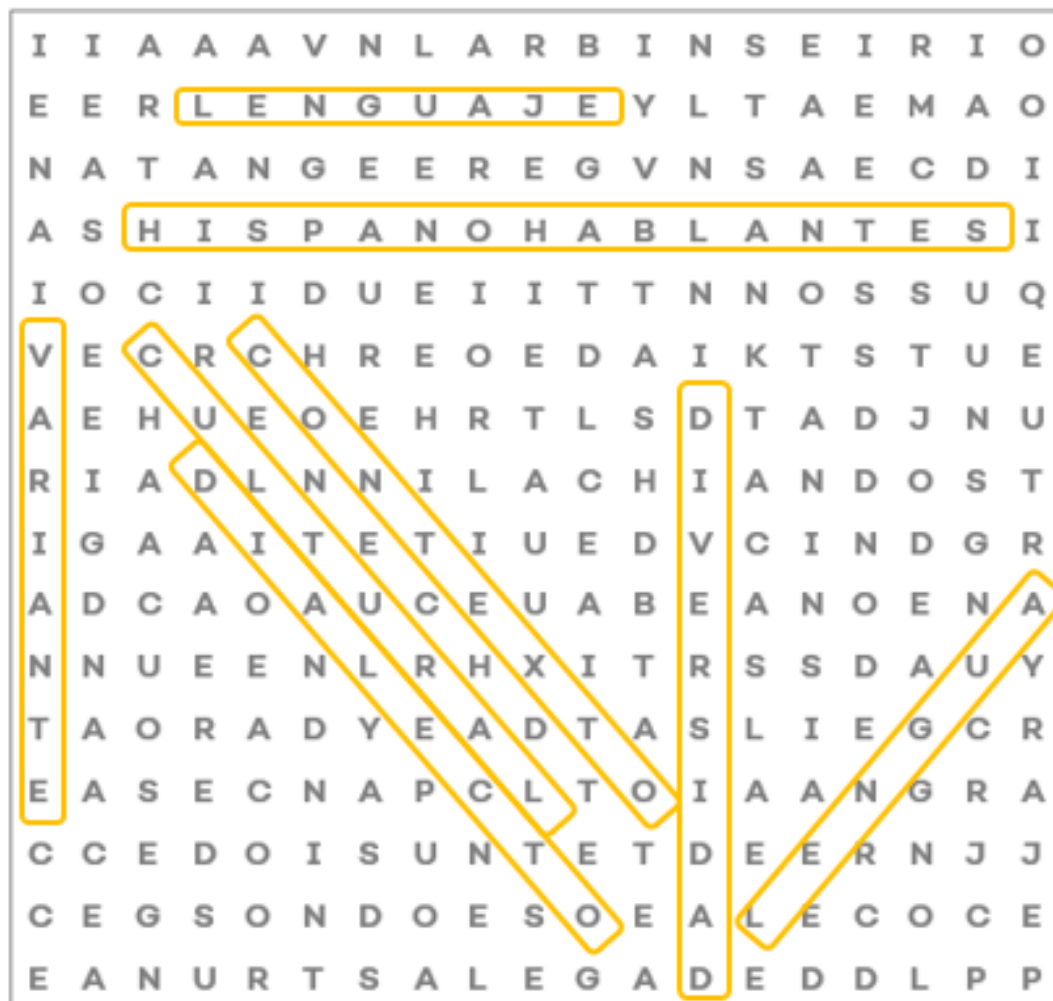 I I A A A V N L A R B I N S E I R I O
E E R L E N G U A J E Y L T A E M A O
N A T A N G E E R E G V N S A E C D I
A S H I S P A N O H A B L A N T E S I
I O C I I D U E I I T T N N O S S U Q
V E C R C H R E O E D A I K T S T U E
A E H U E O E H R T L S D T A D J N U
R I A D L N N I L A C H I A N D O S T
I G A A I T E T I U E D V C I N D G R
A D C A O A U C E U A B E A N O E N A
N N U E E N L R H X I T R S S D A U Y
T A O R A D Y E A D T A S L I E G C R
E A S E C N A P C L T O I A A N G R A
C C E D O I S U N T E T D E E R N J J
C E G S O N D O E S O E A L E C O C E
E A N U R T S A L E G A D E D D L P P